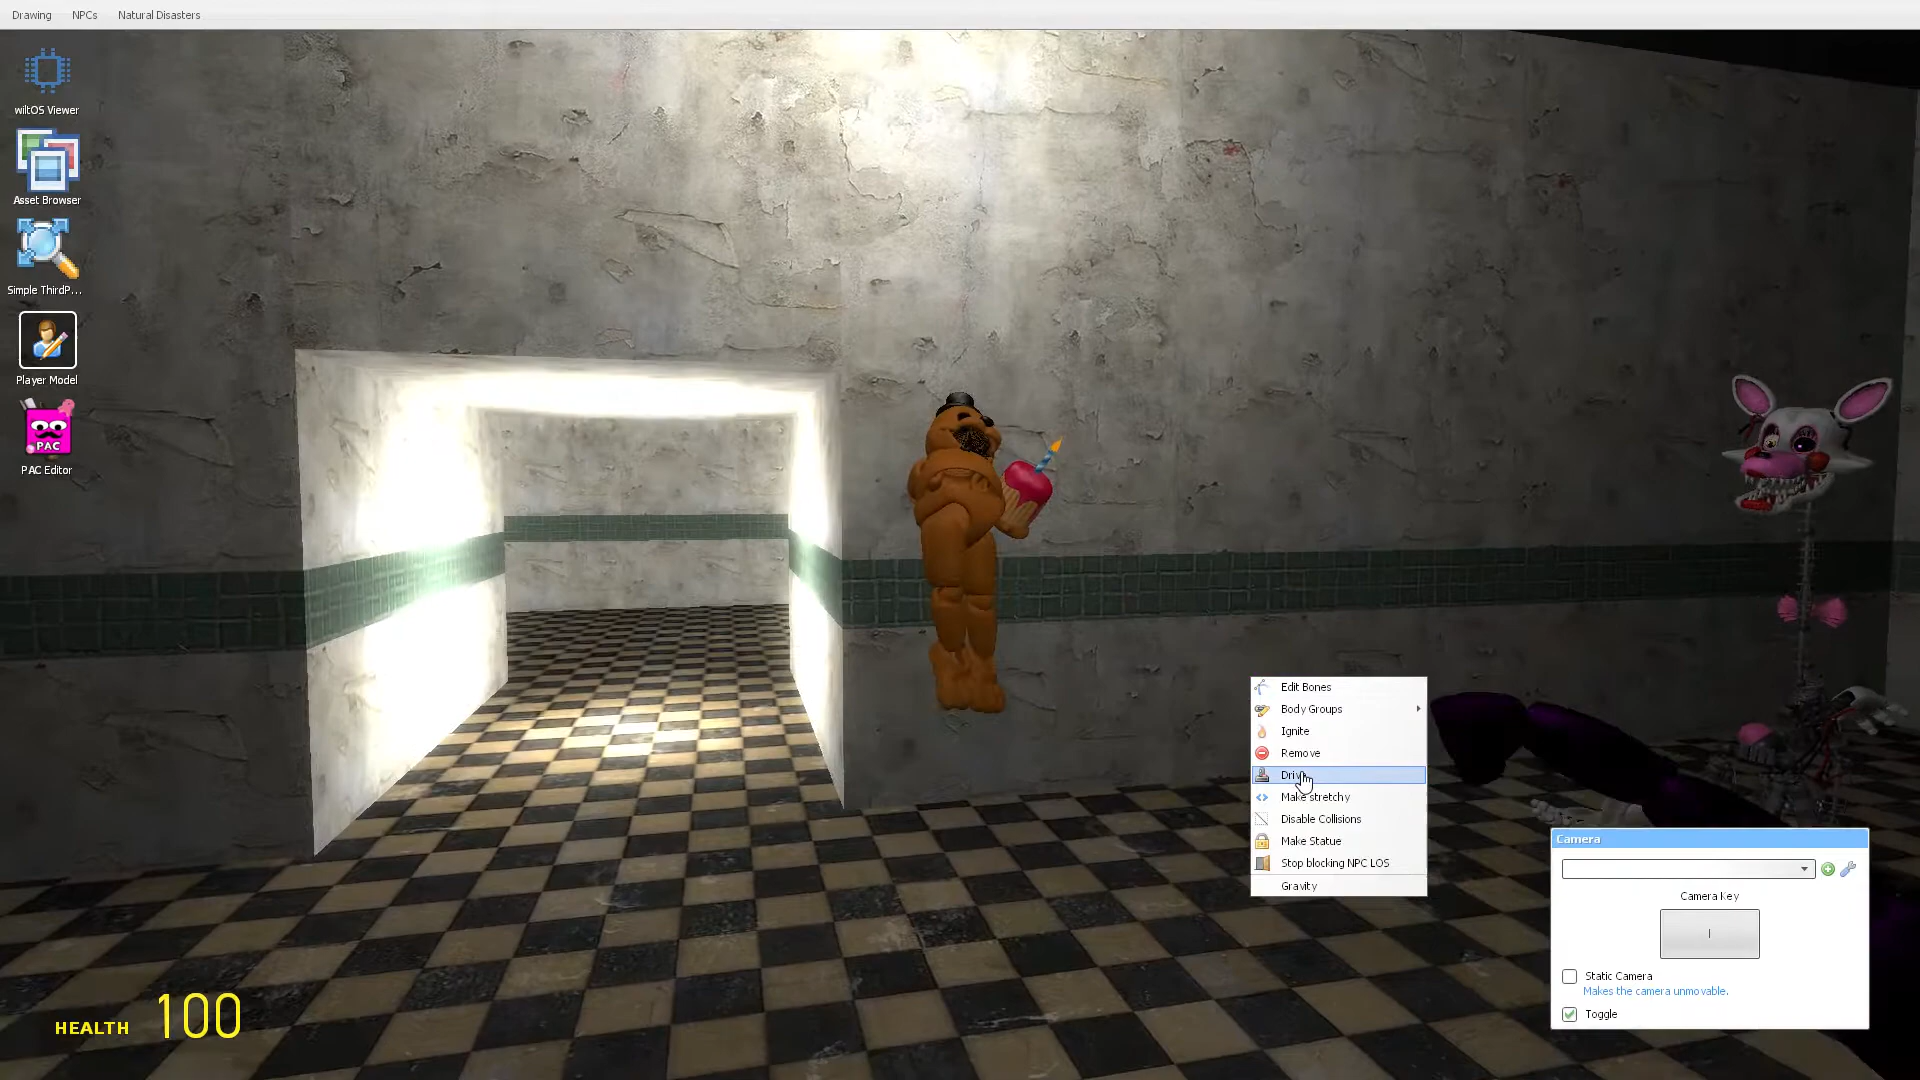 Drawing NPCs Natural Disasters
wiltOS Viewer
Asset Browser
Simple ThirdP...
Player Model
PAC
PAC Editor
Edit Bones
Body Groups
Ignite
Remove
Make stretchy
Disable Collisions
Make Statue
Stop blocking NPC LOS
Gravity
Camera
Camera Key
I
Static Camera
Makes the camera unmovable.
Toggle
HEALTH 100